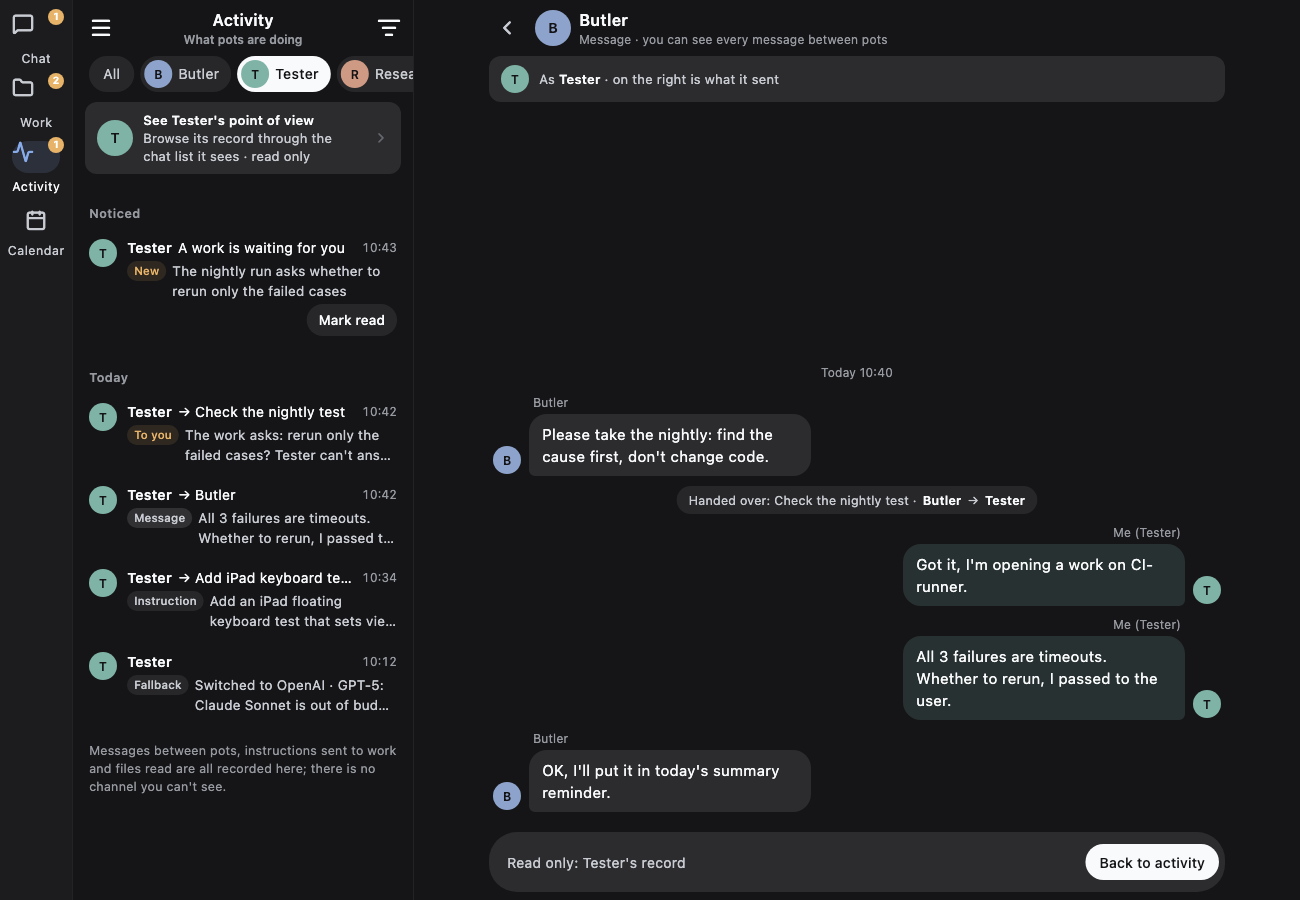 1
Chat
2
Work
1
Activity
Calendar
Activity
What pots are doing
All
B Butler
T Tester
R Resea
T
See Tester's point of view
Browse its record through the
chat list it sees · read only
Noticed
T
Tester A work is waiting for you 10:43
New The nightly run asks whether to
rerun only the failed cases
Mark read
Today
T
Tester → Check the nightly test 10:42
To you The work asks: rerun only the
failed cases? Tester can't ans…
T
Tester → Butler 10:42
Message All 3 failures are timeouts.
Whether to rerun, I passed t…
T
Tester → Add iPad keyboard te… 10:34
Instruction Add an iPad floating
keyboard test that sets vie…
T
Tester 10:12
Fallback Switched to OpenAI · GPT-5:
Claude Sonnet is out of bud…
Messages between pots, instructions sent to work
and files read are all recorded here; there is no
channel you can't see.
B
Butler
Message · you can see every message between pots
T As Tester · on the right is what it sent
Today 10:40
Butler
Please take the nightly: find the
cause first, don't change code.
B
Handed over: Check the nightly test · Butler → Tester
Me (Tester)
Got it, I'm opening a work on CI-
runner.
T
Me (Tester)
All 3 failures are timeouts.
Whether to rerun, I passed to the
user.
T
Butler
OK, I'll put it in today's summary
reminder.
B
Read only: Tester's record
Back to activity